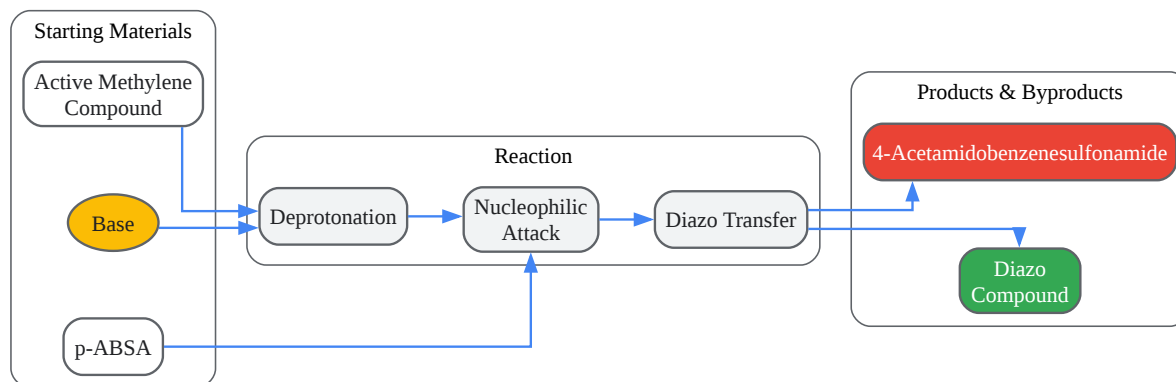 Starting Materials
Active Methylene
Compound
Base
p-ABSA
Reaction
Deprotonation
Nucleophilic
Attack
Diazo Transfer
Products & Byproducts
4-Acetamidobenzenesulfonamide
Diazo
Compound